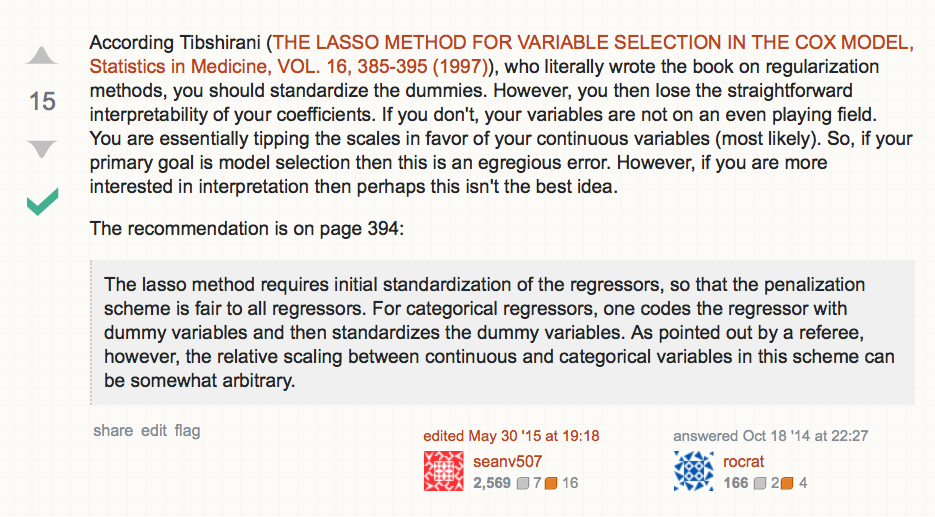 According Tibshirani (THE LASSO METHOD FOR VARIABLE SELECTION IN THE COX MODEL,
Statistics in Medicine, VOL. 16, 385-395 (1997)), who literally wrote the book on regularization
methods, you should standardize the dummies. However, you then lose the straightforward
interpretability of your coefficients. If you don't, your variables are not on an even playing field.
You are essentially tipping the scales in favor of your continuous variables (most likely). So, if your
primary goal is model selection then this is an egregious error. However, if you are more
interested in interpretation then perhaps this isn't the best idea.
15
The recommendation is on page 394:
The lasso method requires initial standardization of the regressors, so that the penalization
scheme is fair to all regressors. For categorical regressors, one codes the regressor with
dummy variables and then standardizes the dummy variables. As pointed out by a referee,
however, the relative scaling between continuous and categorical variables in this scheme can
be somewhat arbitrary.
share edit flag
edited May 30 '15 at 19:18
seanv507
2,569 7 16
answered Oct 18 '14 at 22:27
rocrat
166 2 4